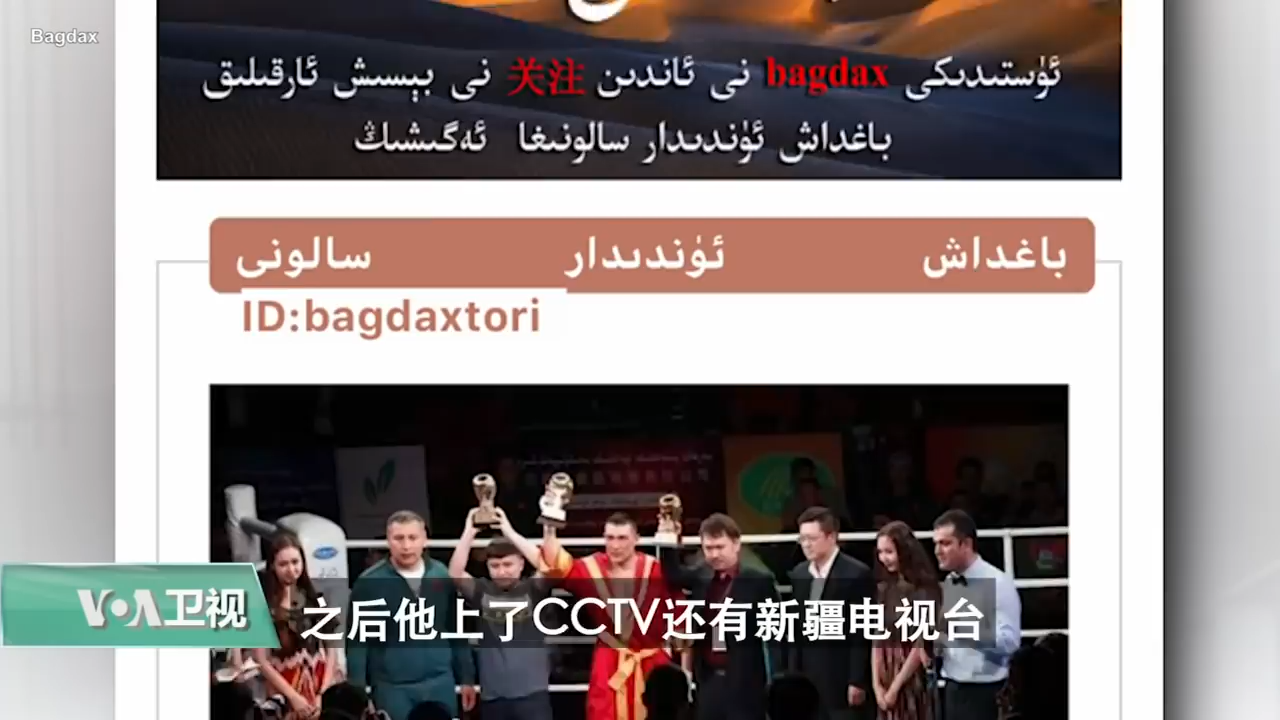 Bagdax
ئۈستىدىكى bagdax نى ئاندىن 关注 نى بېسىش ئارقىلىق
باغداش ئۈندىدار سالونىغا ئەگىشىڭ
باغداش ئۈندىدار سالونى
ID:bagdaxtori
VOA卫视
之后他上了CCTV还有新疆电视台